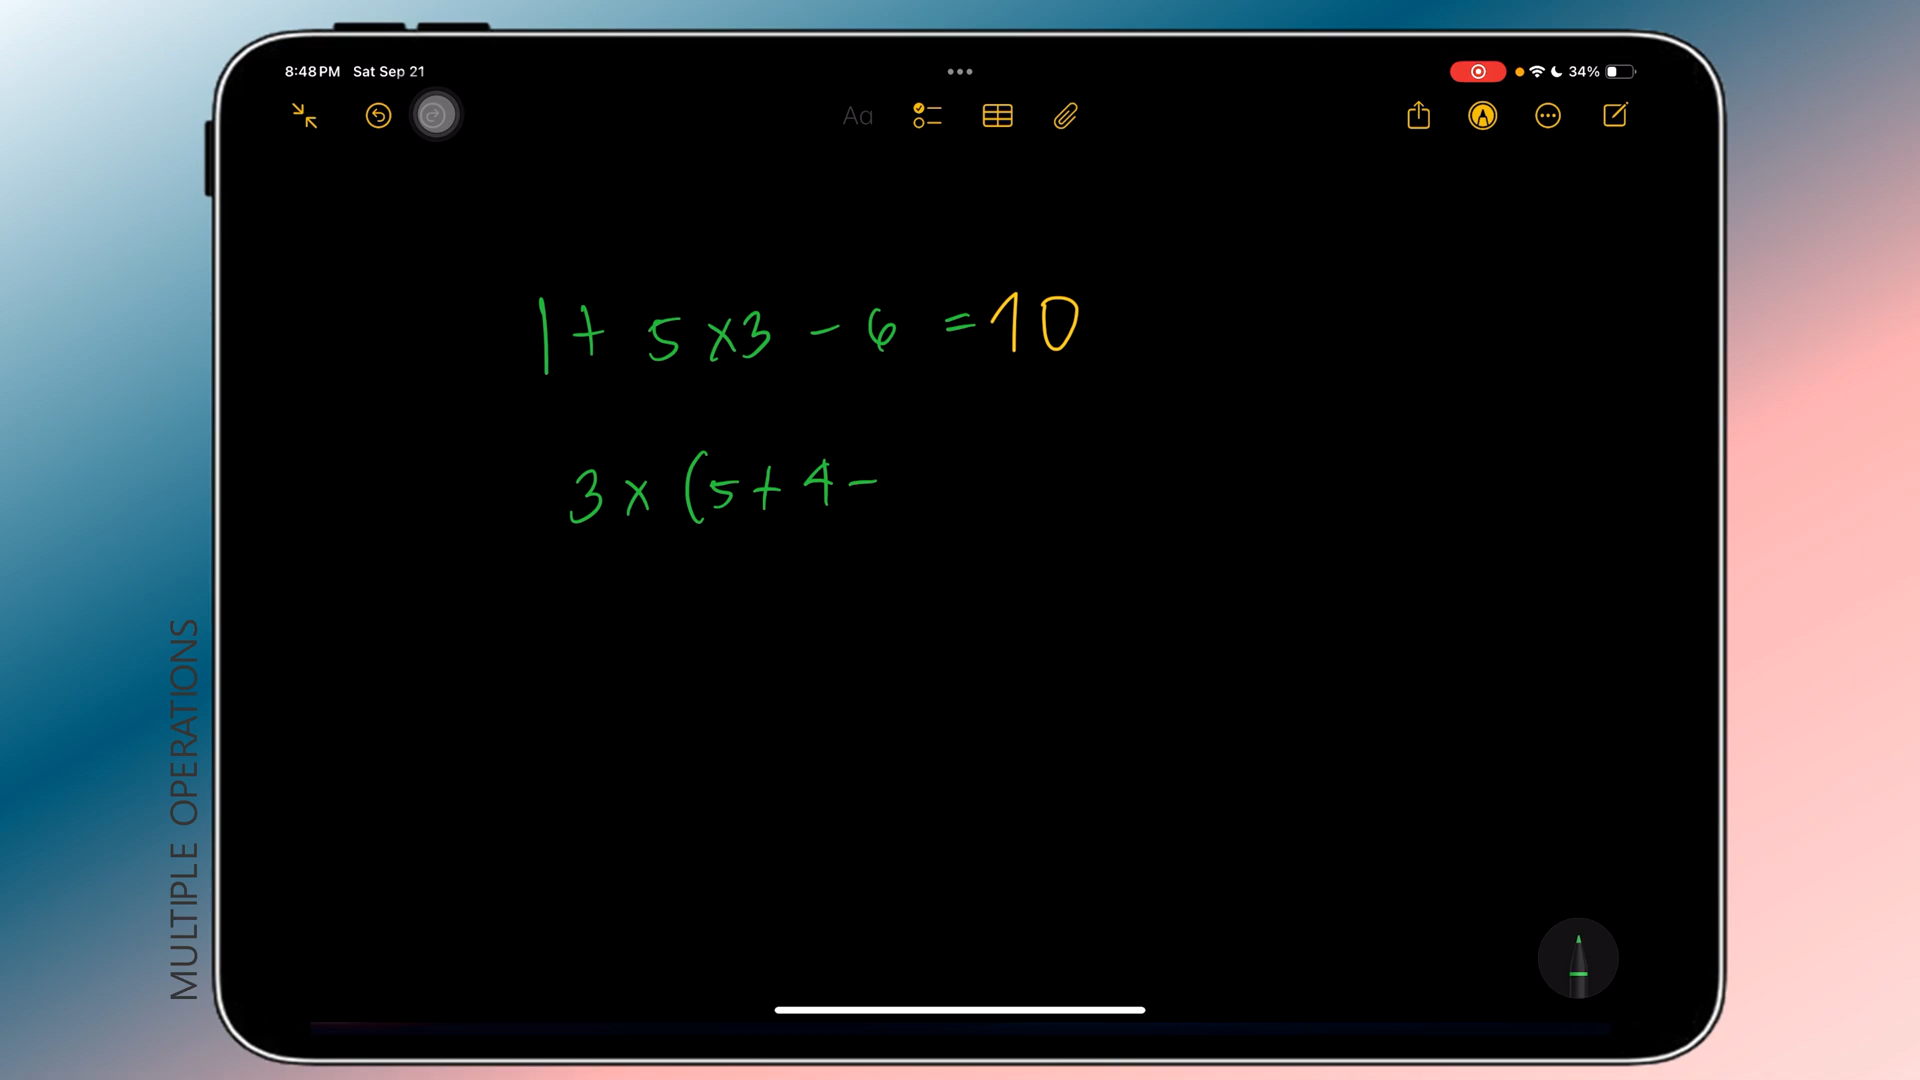 8:48 PM Sat Sep 21
34%
Aa
1 + 5 x3 - 6 = 10
3 x (5 + 4 -
MULTIPLE OPERATIONS